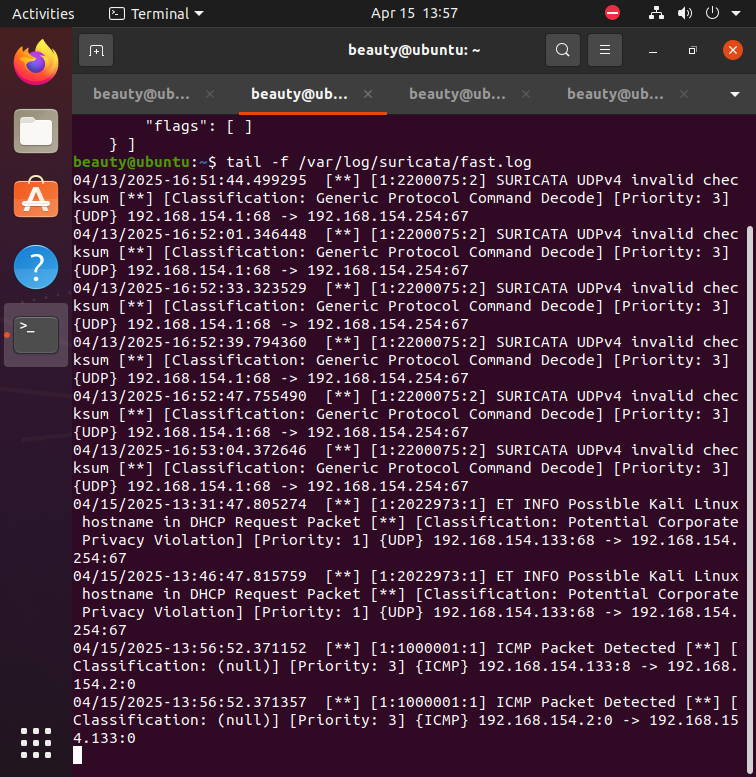 Activities
Terminal
Apr 15 13:57
beauty@ubuntu: ~
beauty@ub...
beauty@ub...
beauty@ub...
beauty@ub...
"flags": [ ]
} ]
beauty@ubuntu:~$ tail -f /var/log/suricata/fast.log
04/13/2025-16:51:44.499295 [**] [1:2200075:2] SURICATA UDPv4 invalid chec
ksum [**] [Classification: Generic Protocol Command Decode] [Priority: 3]
{UDP} 192.168.154.1:68 -> 192.168.154.254:67
04/13/2025-16:52:01.346448 [**] [1:2200075:2] SURICATA UDPv4 invalid chec
ksum [**] [Classification: Generic Protocol Command Decode] [Priority: 3]
{UDP} 192.168.154.1:68 -> 192.168.154.254:67
04/13/2025-16:52:33.323529 [**] [1:2200075:2] SURICATA UDPv4 invalid chec
ksum [**] [Classification: Generic Protocol Command Decode] [Priority: 3]
{UDP} 192.168.154.1:68 -> 192.168.154.254:67
04/13/2025-16:52:39.794360 [**] [1:2200075:2] SURICATA UDPv4 invalid chec
ksum [**] [Classification: Generic Protocol Command Decode] [Priority: 3]
{UDP} 192.168.154.1:68 -> 192.168.154.254:67
04/13/2025-16:52:47.755490 [**] [1:2200075:2] SURICATA UDPv4 invalid chec
ksum [**] [Classification: Generic Protocol Command Decode] [Priority: 3]
{UDP} 192.168.154.1:68 -> 192.168.154.254:67
04/13/2025-16:53:04.372646 [**] [1:2200075:2] SURICATA UDPv4 invalid chec
ksum [**] [Classification: Generic Protocol Command Decode] [Priority: 3]
{UDP} 192.168.154.1:68 -> 192.168.154.254:67
04/15/2025-13:31:47.805274 [**] [1:2022973:1] ET INFO Possible Kali Linux
hostname in DHCP Request Packet [**] [Classification: Potential Corporate
Privacy Violation] [Priority: 1] {UDP} 192.168.154.133:68 -> 192.168.154.
254:67
04/15/2025-13:46:47.815759 [**] [1:2022973:1] ET INFO Possible Kali Linux
hostname in DHCP Request Packet [**] [Classification: Potential Corporate
Privacy Violation] [Priority: 1] {UDP} 192.168.154.133:68 -> 192.168.154.
254:67
04/15/2025-13:56:52.371152 [**] [1:1000001:1] ICMP Packet Detected [**] [
Classification: (null)] [Priority: 3] {ICMP} 192.168.154.133:8 -> 192.168.
154.2:0
04/15/2025-13:56:52.371357 [**] [1:1000001:1] ICMP Packet Detected [**] [
Classification: (null)] [Priority: 3] {ICMP} 192.168.154.2:0 -> 192.168.15
4.133:0